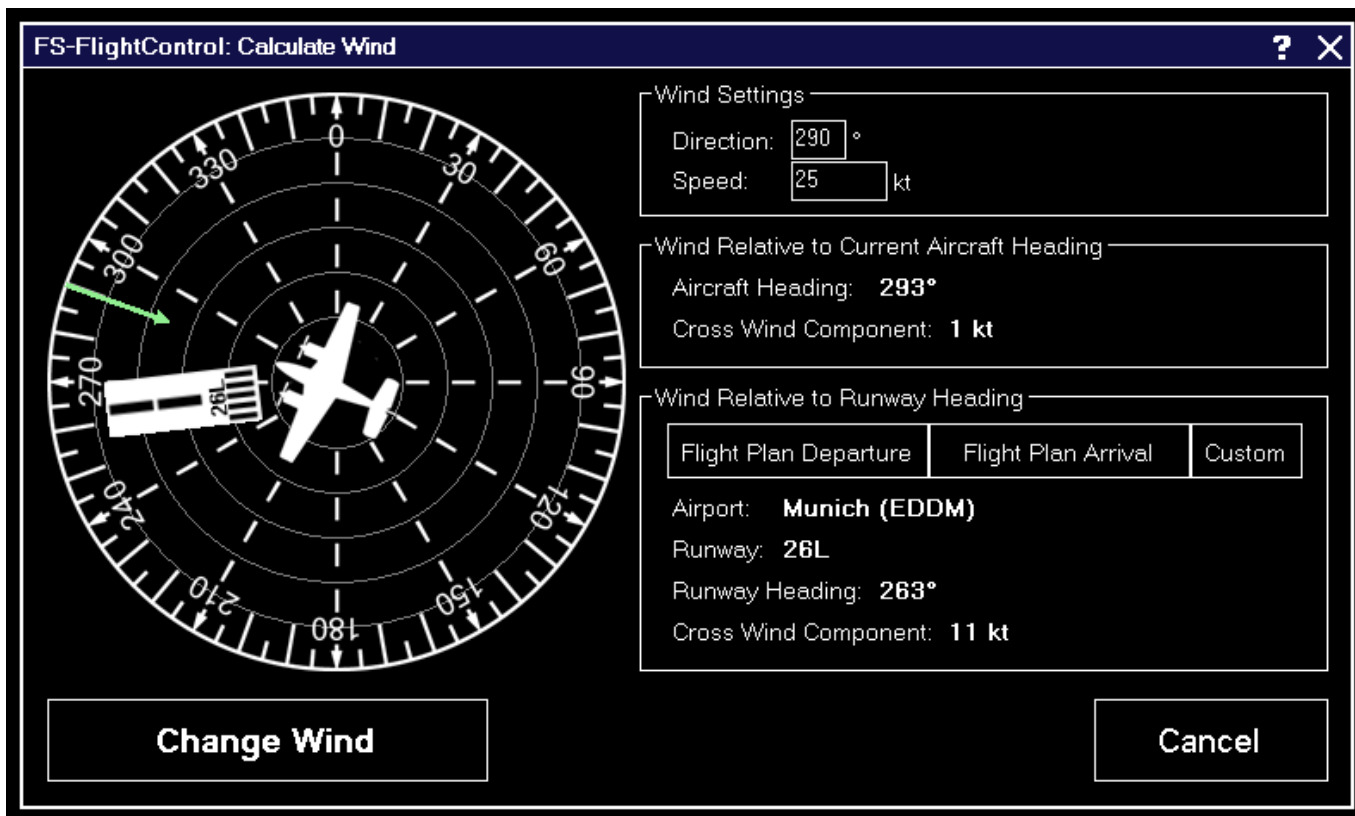 FS-FlightControl: Calculate Wind ? X
0
30
60
90
120
150
180
210
240
270
300
330
26L
Wind Settings
Direction: 290 °
Speed: 25 kt
Wind Relative to Current Aircraft Heading
Aircraft Heading: 293°
Cross Wind Component: 1 kt
Wind Relative to Runway Heading
Flight Plan Departure Flight Plan Arrival Custom
Airport: Munich (EDDM)
Runway: 26L
Runway Heading: 263°
Cross Wind Component: 11 kt
Change Wind Cancel